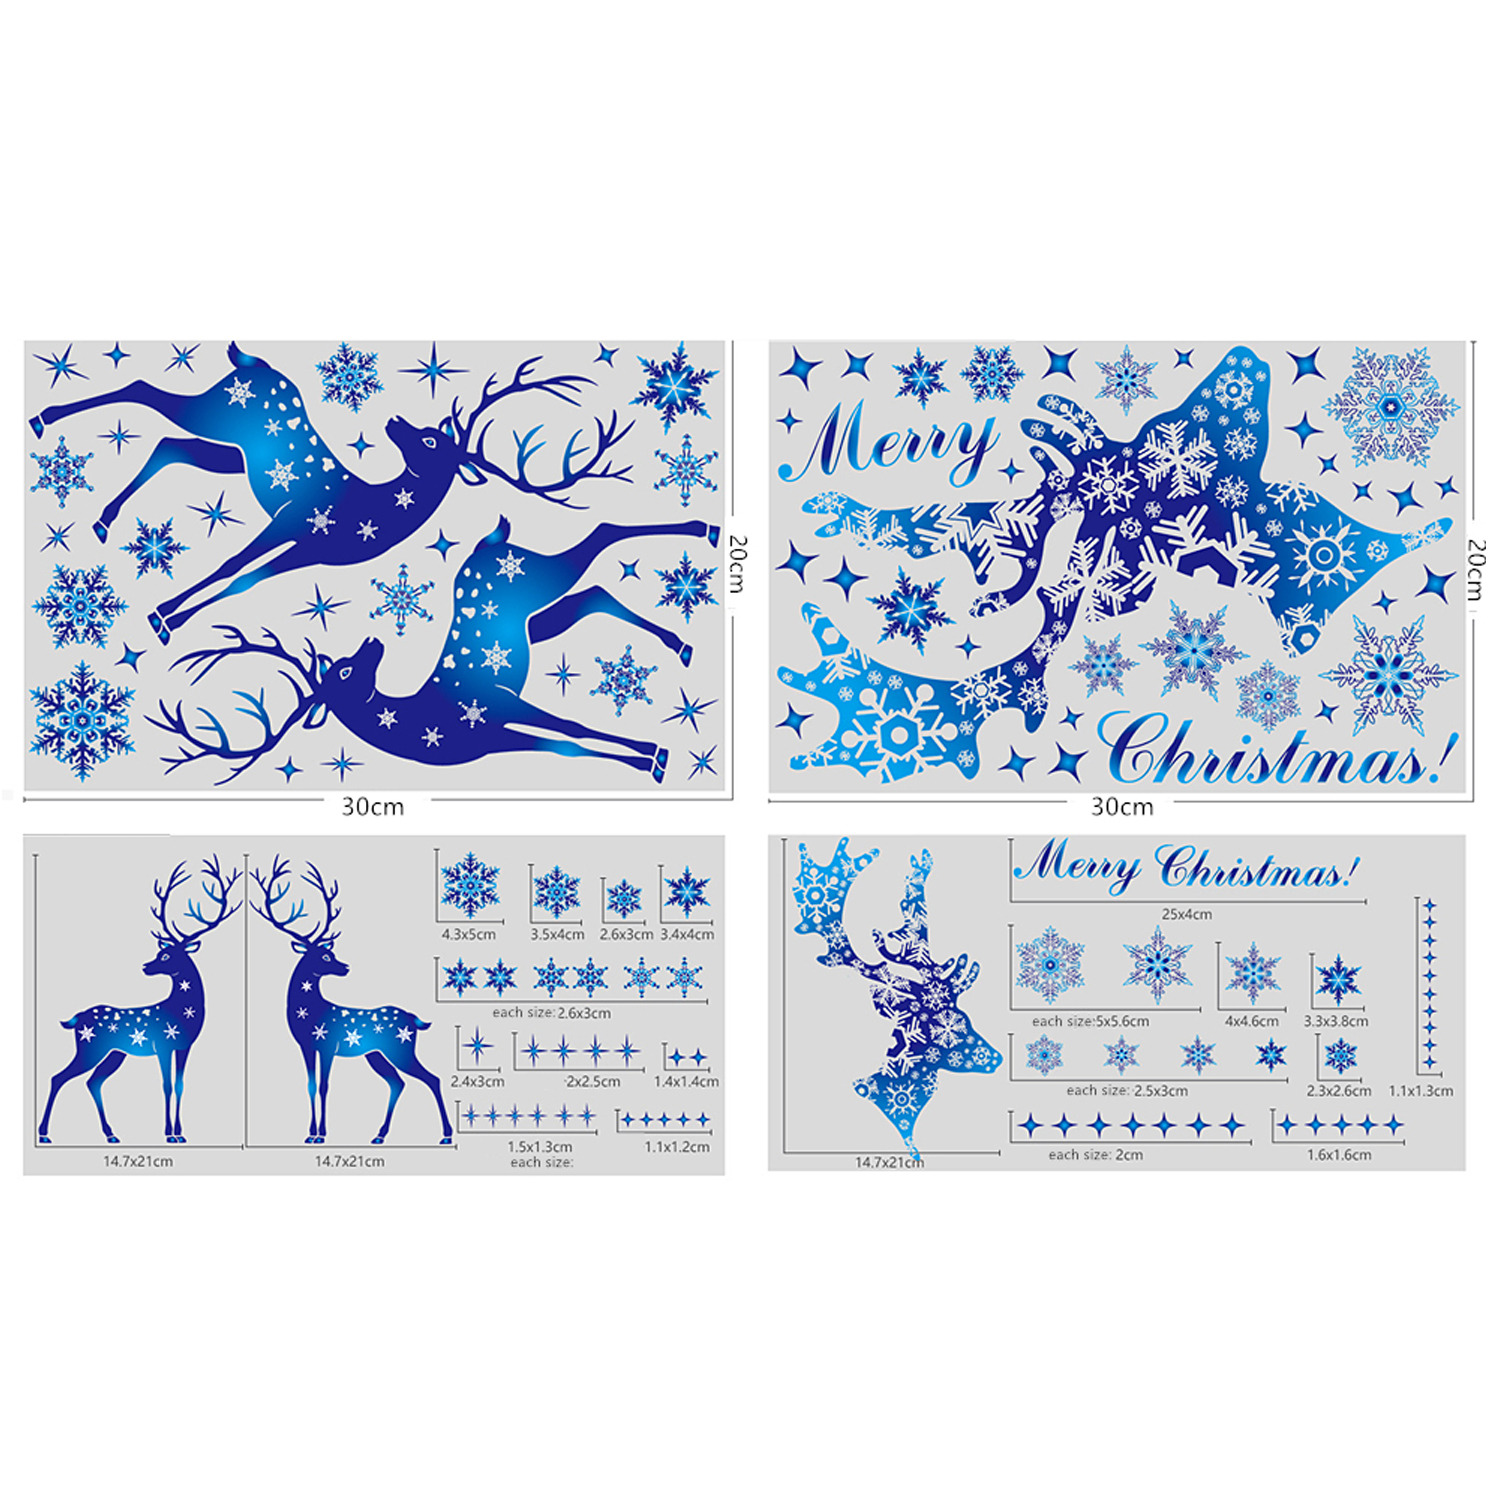 20cm
30cm
Merry
Christmas!
20cm
30cm
4.3x5cm
3.5x4cm
2.6x3cm
3.4x4cm
each size: 2.6x3cm
2.4x3cm
2x2.5cm
1.4x1.4cm
1.5x1.3cm
each size:
1.1x1.2cm
14.7x21cm
14.7x21cm
Merry Christmas!
25x4cm
each size:5x5.6cm
4x4.6cm
3.3x3.8cm
each size: 2.5x3cm
2.3x2.6cm
1.1x1.3cm
each size: 2cm
1.6x1.6cm
14.7x21cm